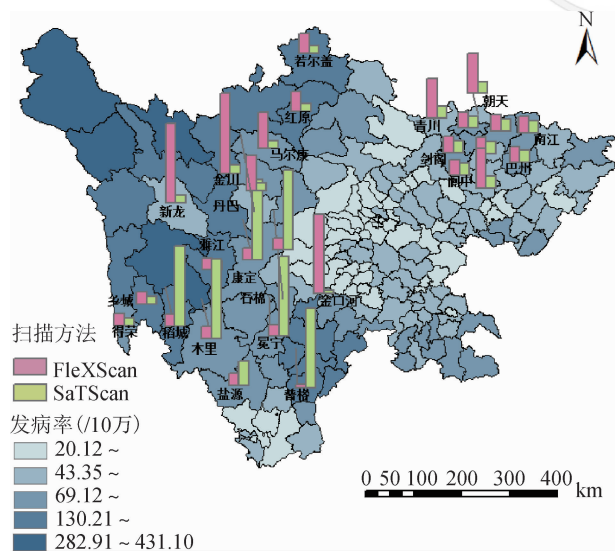 N
若尔盖
朝天
青川
红原
南江
马尔康
剑阁
金川
阆中
巴州
丹巴
新龙
雅江
康定
石棉
金口河
乡城
得荣
稻城
木里
冕宁
盐源
普格
扫描方法
FleXScan
SaTScan
发病率(/10万)
20.12 ~
43.35 ~
69.12 ~
130.21 ~
282.91 ~ 431.10
0 50 100 200 300 400
km